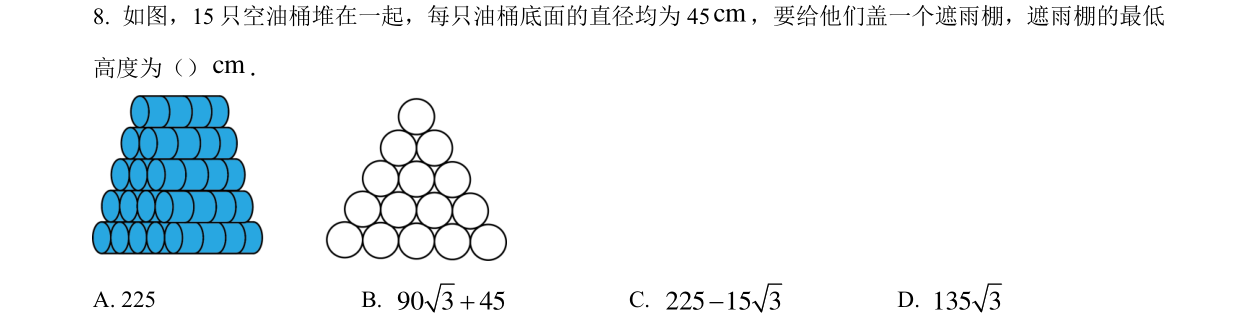 8. 如图，15 只空油桶堆在一起，每只油桶底面的直径均为 45cm，要给他们盖一个遮雨棚，遮雨棚的最低
高度为（）cm．
A. 225 B. 90√3+45 C. 225−15√3 D. 135√3